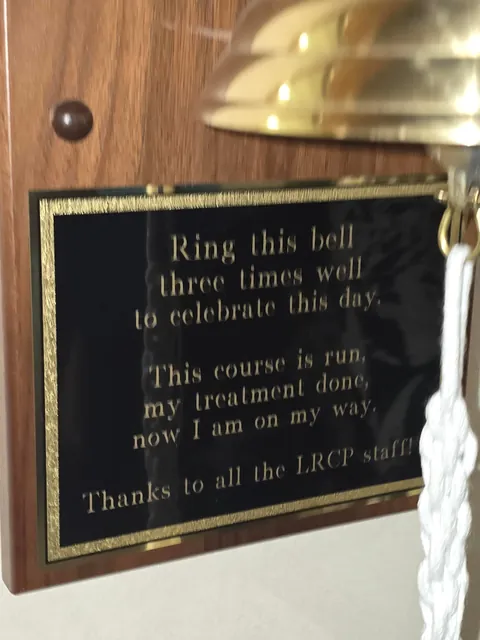 Ring this bell
three times well
to celebrate this day.
This course is run,
my treatment done,
now I am on my way.
Thanks to all the LRCP staff!